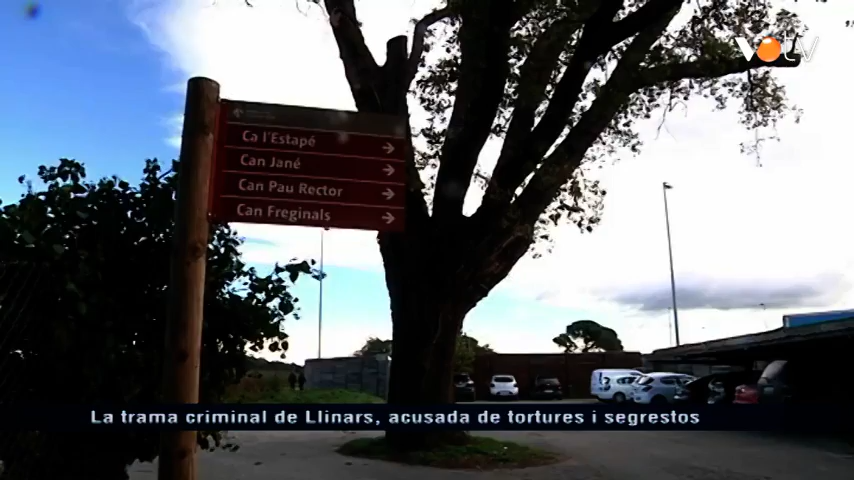 VOtv
Ca l'Estapé
Can Jané
Can Pau Rector
Can Freginals
La trama criminal de Llinars, acusada de tortures i segrestos